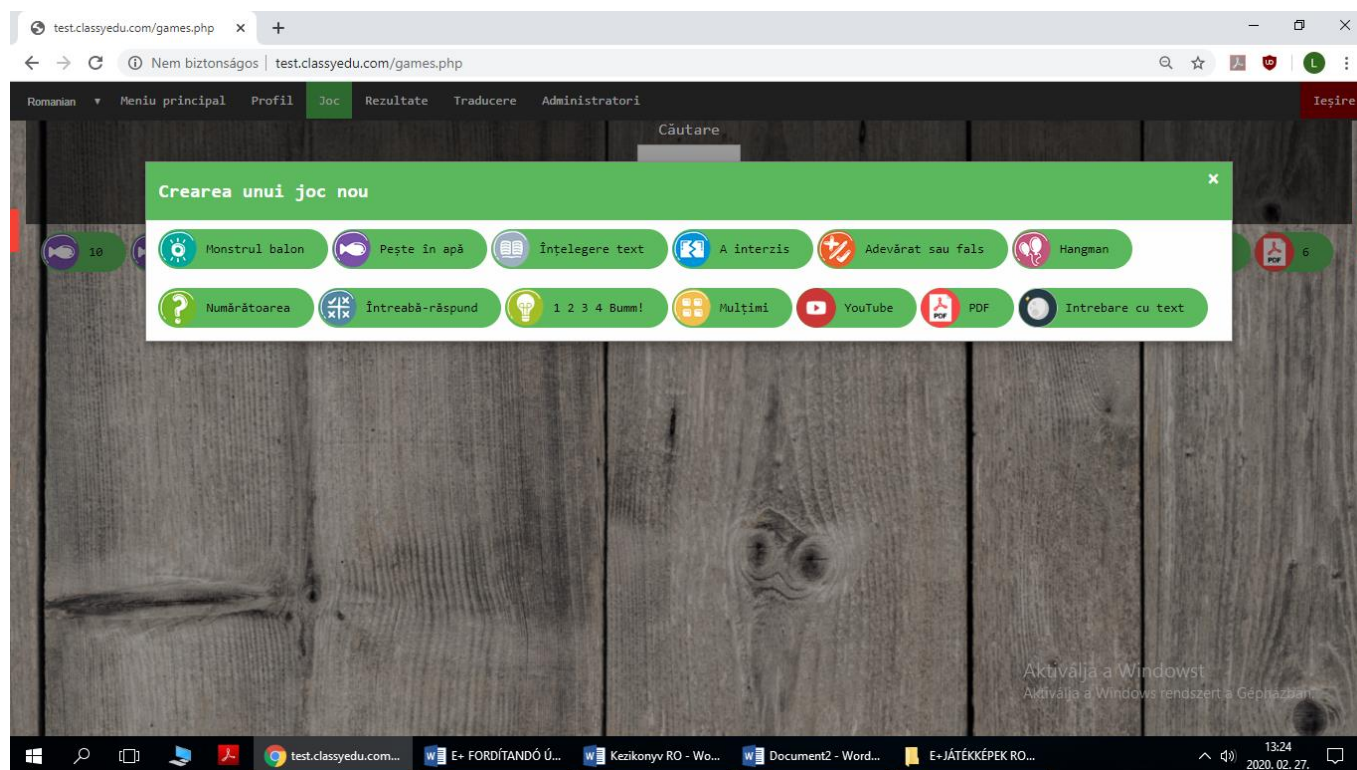 test.classyedu.com/games.php
Nem biztonságos | test.classyedu.com/games.php
L
Romanian ▼ Meniu principal Profil Joc Rezultate Traducere Administratori Ieșire
Căutare
Crearea unui joc nou ×
10
Monstrul balon Pește în apă Înțelegere text A interzis Adevărat sau fals Hangman
PDF 6
Numărătoarea Întreabă-răspund 1 2 3 4 Bumm! Mulțimi YouTube PDF PDF Intrebare cu text
Aktiválja a Windowst
Aktiválja a Windows rendszert a Gépházban.
test.classyedu.com... E+ FORDÍTANDÓ Ú... Kezikonyv RO - Wo... Document2 - Word... E+JÁTÉKKÉPEK RO...
13:24
2020. 02. 27.